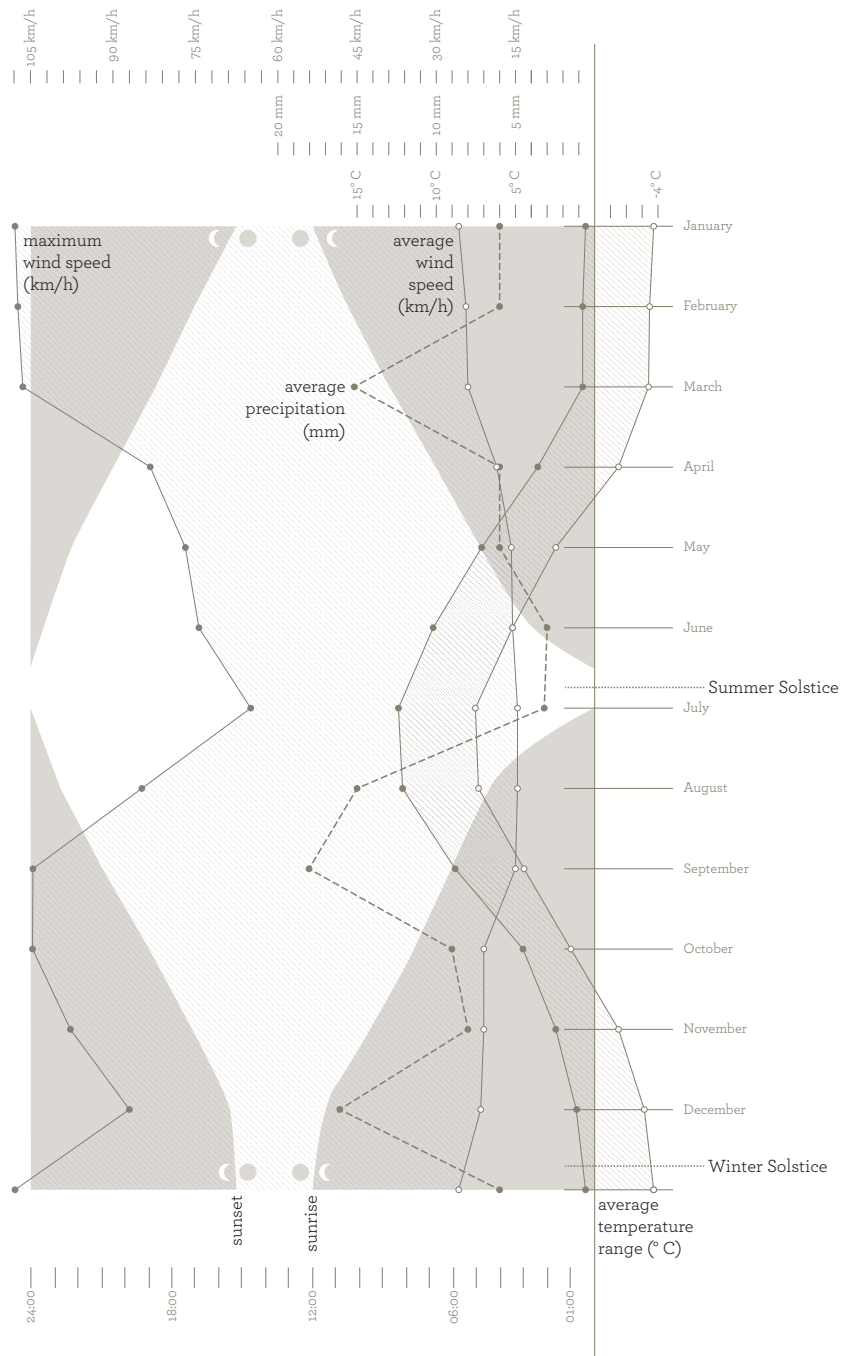 105 km/h
90 km/h
75 km/h
60 km/h
45 km/h
30 km/h
15 km/h
20 mm
15 mm
10 mm
5 mm
15° C
10° C
5° C
-4° C
maximum
wind speed
(km/h)
average
wind
speed
(km/h)
January
February
average
precipitation
(mm)
March
April
May
June
Summer Solstice
July
August
September
October
November
December
Winter Solstice
sunset
sunrise
average
temperature
range (° C)
24:00
18:00
12:00
06:00
01:00